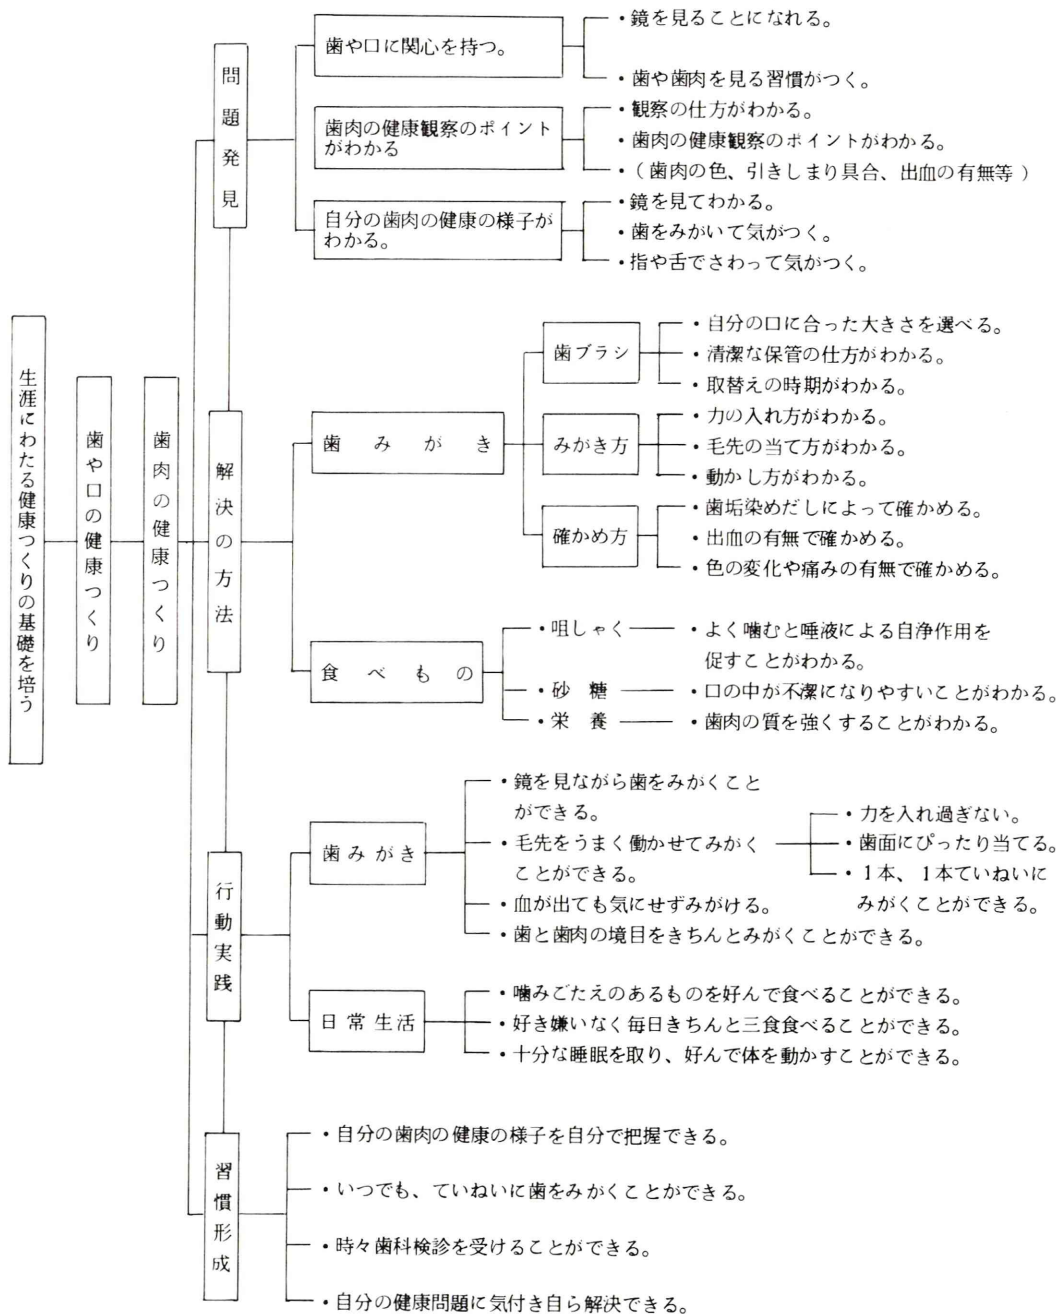 生涯にわたる健康つくりの基礎を培う
歯や口の健康つくり
歯肉の健康つくり
問題発見
歯や口に関心を持つ。
・鏡を見ることになれる。
・歯や歯肉を見る習慣がつく。
歯肉の健康観察のポイント
がわかる
・観察の仕方がわかる。
・歯肉の健康観察のポイントがわかる。
・(歯肉の色、引きしまり具合、出血の有無等)
自分の歯肉の健康の様子が
わかる。
・鏡を見てわかる。
・歯をみがいて気がつく。
・指や舌でさわって気がつく。
解決の方法
歯みがき
歯ブラシ
・自分の口に合った大きさを選べる。
・清潔な保管の仕方がわかる。
・取替えの時期がわかる。
みがき方
・力の入れ方がわかる。
・毛先の当て方がわかる。
・動かし方がわかる。
確かめ方
・歯垢染めだしによって確かめる。
・出血の有無で確かめる。
・色の変化や痛みの有無で確かめる。
食べもの
・咀しゃく
・よく噛むと唾液による自浄作用を
促すことがわかる。
・砂糖
・口の中が不潔になりやすいことがわかる。
・栄養
・歯肉の質を強くすることがわかる。
行動実践
歯みがき
・鏡を見ながら歯をみがくこと
ができる。
・毛先をうまく働かせてみがく
ことができる。
・力を入れ過ぎない。
・歯面にぴったり当てる。
・1本、1本ていねいに
みがくことができる。
・血が出ても気にせずみがける。
・歯と歯肉の境目をきちんとみがくことができる。
日常生活
・噛みごたえのあるものを好んで食べることができる。
・好き嫌いなく毎日きちんと三食食べることができる。
・十分な睡眠を取り、好んで体を動かすことができる。
習慣形成
・自分の歯肉の健康の様子を自分で把握できる。
・いつでも、ていねいに歯をみがくことができる。
・時々歯科検診を受けることができる。
・自分の健康問題に気付き自ら解決できる。